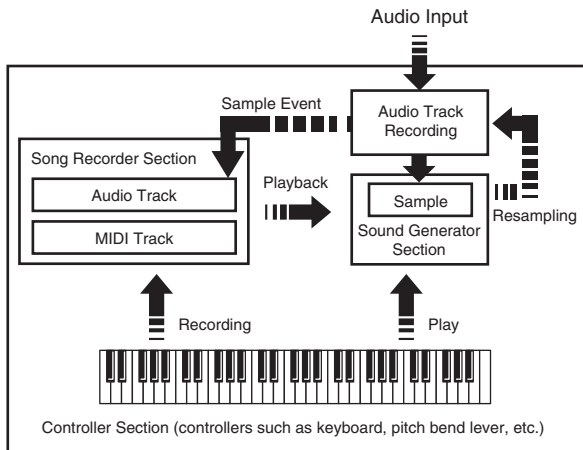 Audio Input
Sample Event
Audio Track
Recording
Song Recorder Section
Audio Track
MIDI Track
Playback
Sample
Sound Generator
Section
Resampling
Recording
Play
Controller Section (controllers such as keyboard, pitch bend lever, etc.)